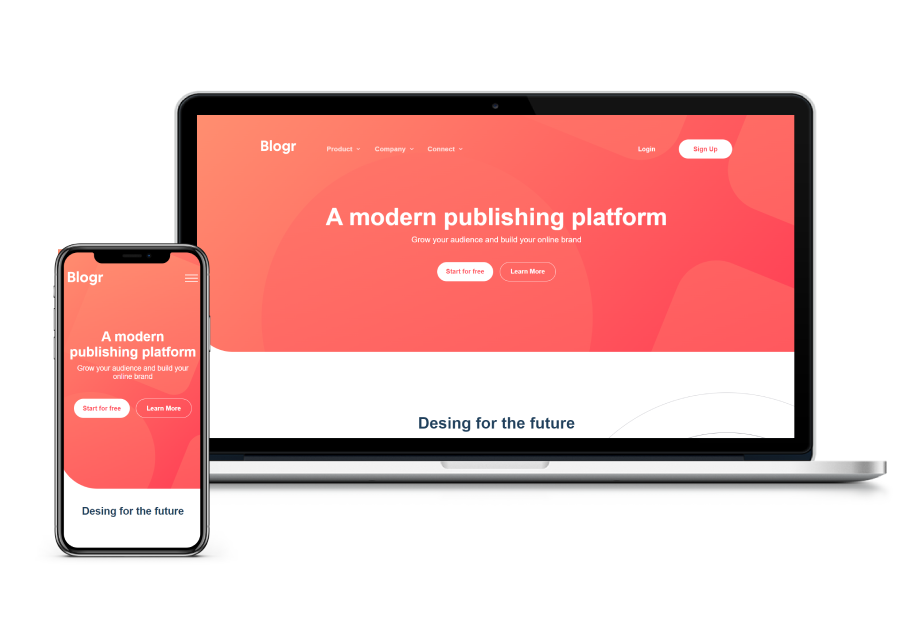 Blogr
Product Company Connect
Login
Sign Up
A modern publishing platform
Grow your audience and build your online brand
Start for free
Learn More
Desing for the future
Blogr
A modern
publishing platform
Grow your audience and build your
online brand
Start for free
Learn More
Desing for the future